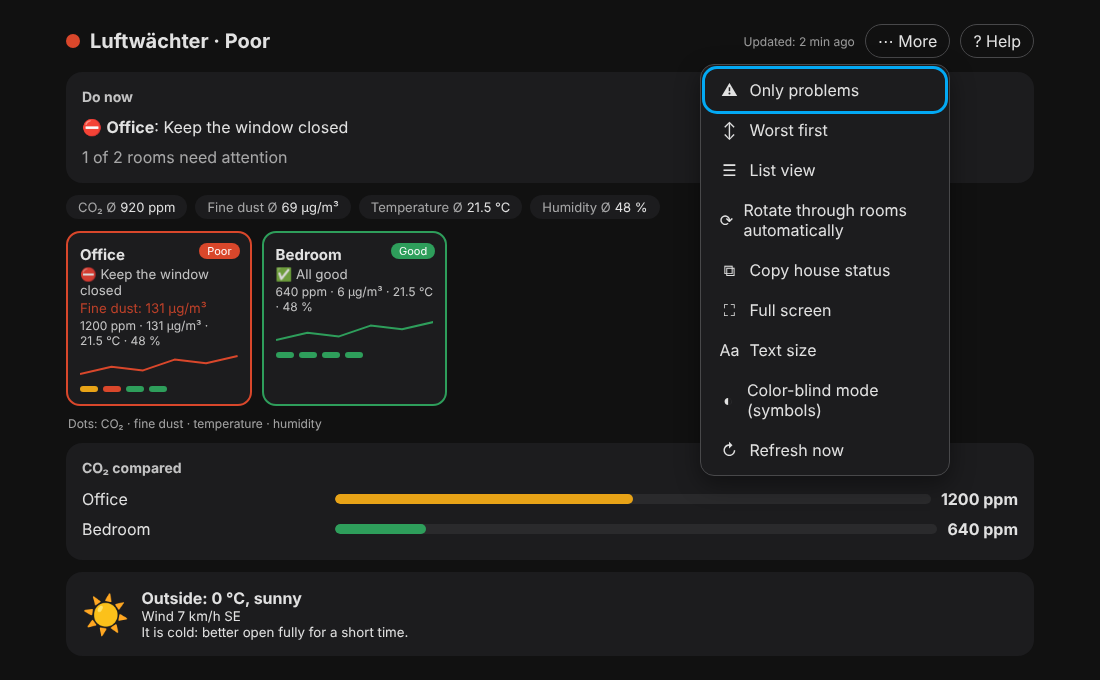 Luftwächter · Poor
Updated: 2 min ago
⋯ More
? Help
Do now
⛔ Office: Keep the window closed
1 of 2 rooms need attention
CO₂ Ø 920 ppm
Fine dust Ø 69 µg/m³
Temperature Ø 21.5 °C
Humidity Ø 48 %
Office
Poor
⛔ Keep the window
closed
Fine dust: 131 µg/m³
1200 ppm · 131 µg/m³ ·
21.5 °C · 48 %
Bedroom
Good
✅ All good
640 ppm · 6 µg/m³ · 21.5 °C
· 48 %
Dots: CO₂ · fine dust · temperature · humidity
Only problems
Worst first
List view
Rotate through rooms
automatically
Copy house status
Full screen
Aa Text size
Color-blind mode
(symbols)
Refresh now
CO₂ compared
Office 1200 ppm
Bedroom 640 ppm
Outside: 0 °C, sunny
Wind 7 km/h SE
It is cold: better open fully for a short time.